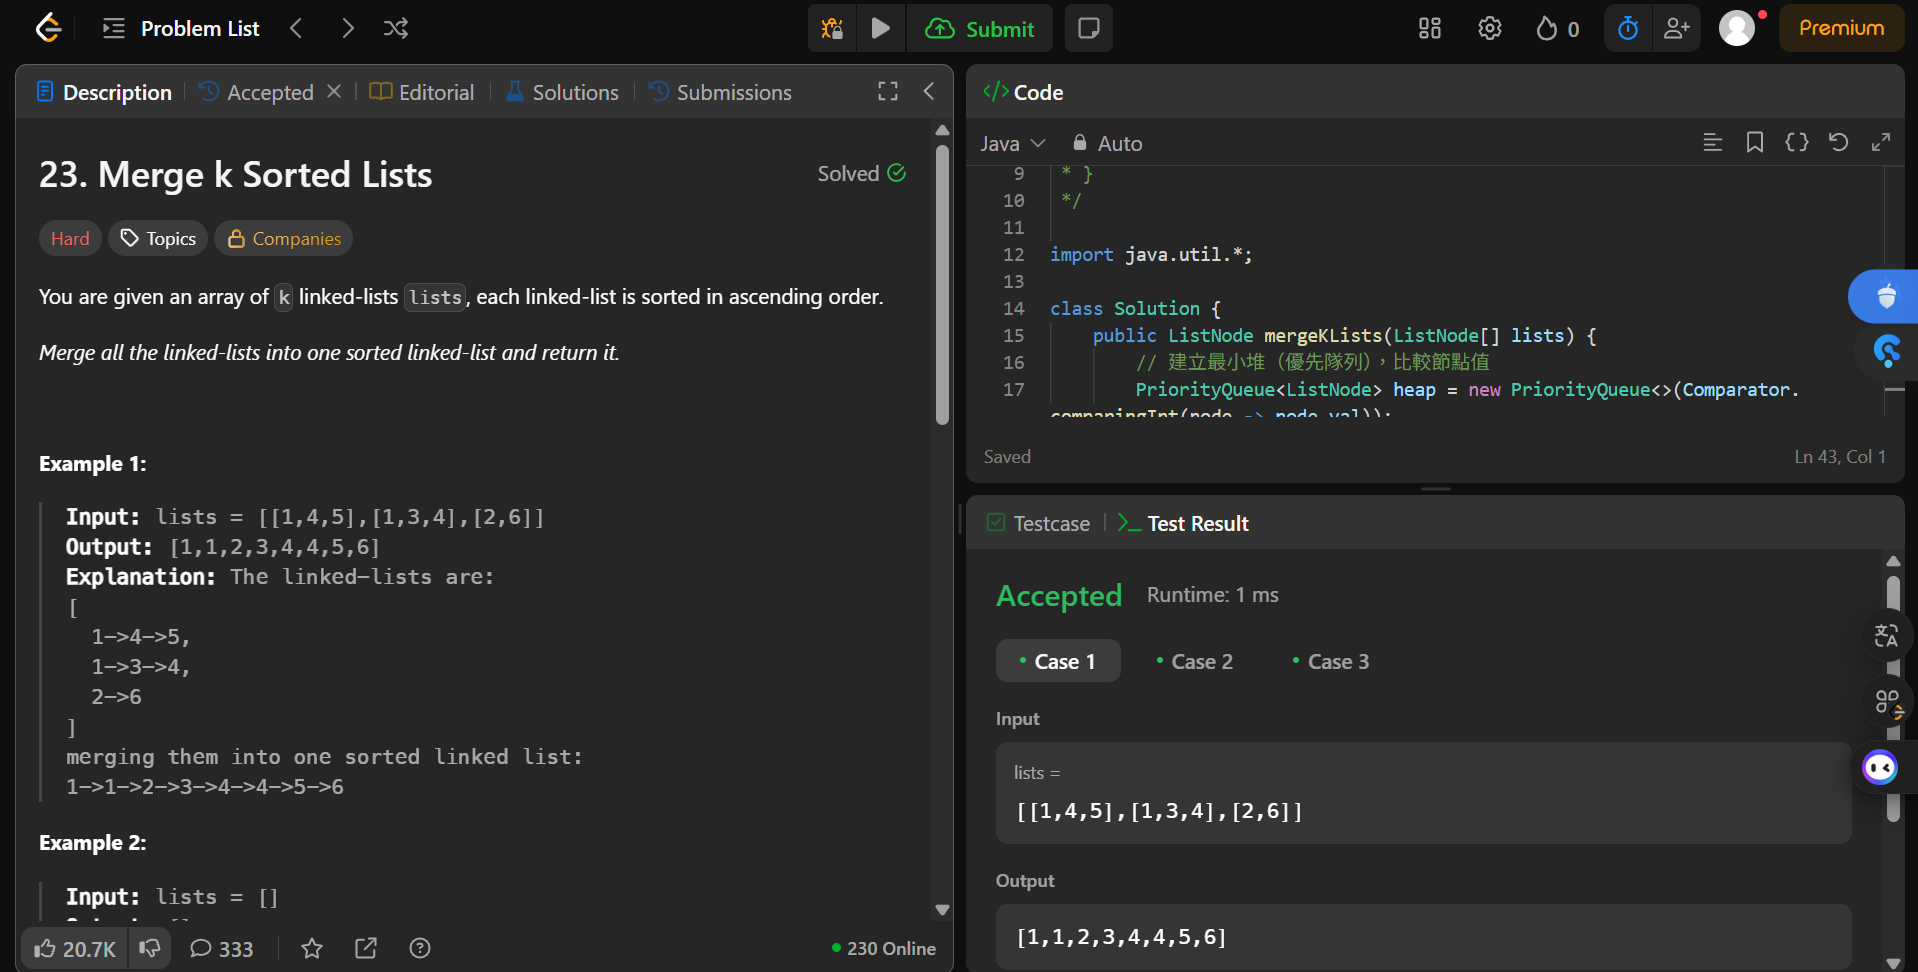 Problem List
Submit
0
Premium
Description
Accepted
Editorial
Solutions
Submissions
23. Merge k Sorted Lists
Solved
Hard
Topics
Companies
You are given an array of k linked-lists lists, each linked-list is sorted in ascending order.
Merge all the linked-lists into one sorted linked-list and return it.
Example 1:
Input: lists = [[1,4,5],[1,3,4],[2,6]]
Output: [1,1,2,3,4,4,5,6]
Explanation: The linked-lists are:
[
1->4->5,
1->3->4,
2->6
]
merging them into one sorted linked list:
1->1->2->3->4->4->5->6
Example 2:
Input: lists = []
20.7K
333
230 Online
</> Code
Java
Auto
9 * }
10 */
11
12 import java.util.*;
13
14 class Solution {
15 public ListNode mergeKLists(ListNode[] lists) {
16 // 建立最小堆（優先隊列），比較節點值
17 PriorityQueue<ListNode> heap = new PriorityQueue<>(Comparator.
comparingInt(node -> node.val));
Saved
Ln 43, Col 1
Testcase
>_ Test Result
Accepted
Runtime: 1 ms
Case 1
Case 2
Case 3
Input
lists =
[[1,4,5],[1,3,4],[2,6]]
Output
[1,1,2,3,4,4,5,6]